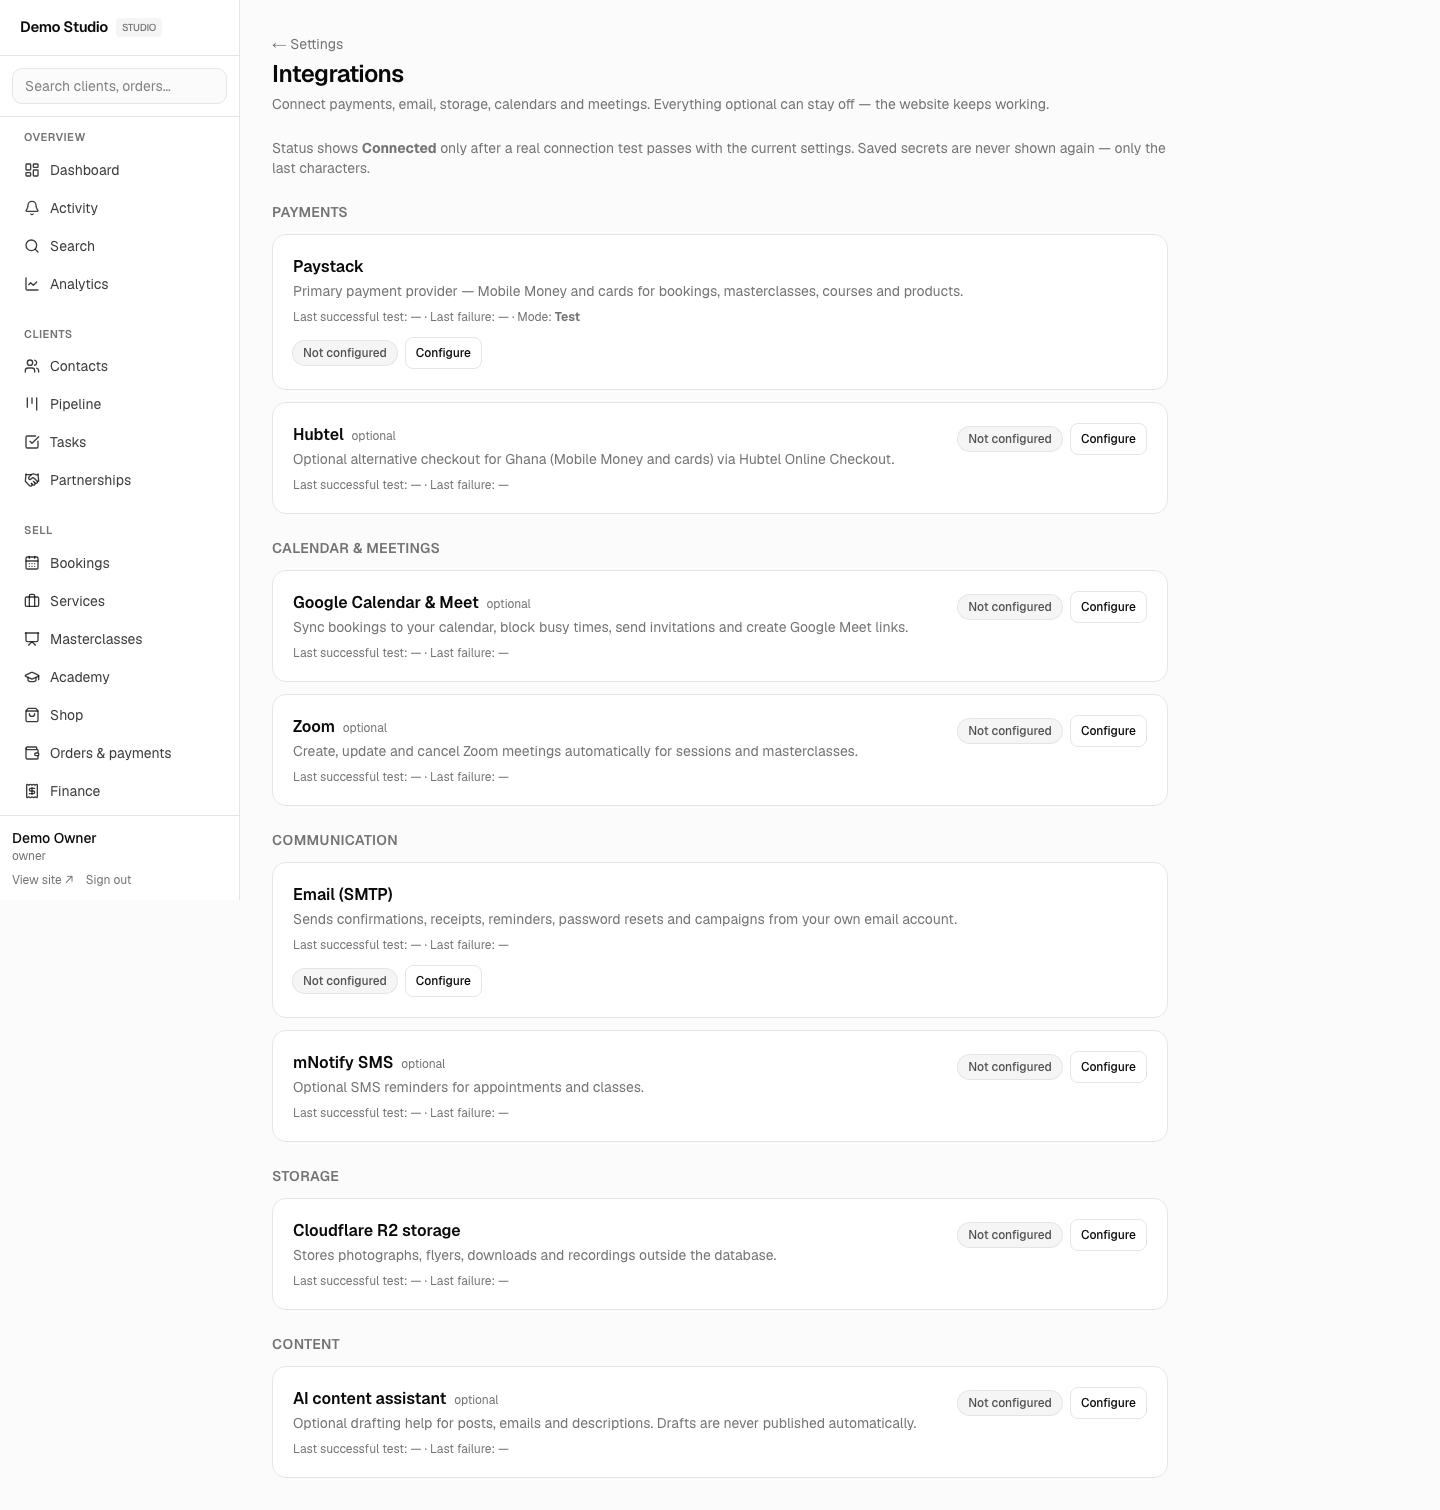 Demo Studio STUDIO
Search clients, orders...
OVERVIEW
Dashboard
Activity
Search
Analytics
CLIENTS
Contacts
Pipeline
Tasks
Partnerships
SELL
Bookings
Services
Masterclasses
Academy
Shop
Orders & payments
Finance
Demo Owner
owner
View site ↗ Sign out
← Settings
Integrations
Connect payments, email, storage, calendars and meetings. Everything optional can stay off — the website keeps working.
Status shows Connected only after a real connection test passes with the current settings. Saved secrets are never shown again — only the
last characters.
PAYMENTS
Paystack
Primary payment provider — Mobile Money and cards for bookings, masterclasses, courses and products.
Last successful test: — · Last failure: — · Mode: Test
Not configured Configure
Hubtel optional
Not configured Configure
Optional alternative checkout for Ghana (Mobile Money and cards) via Hubtel Online Checkout.
Last successful test: — · Last failure: —
CALENDAR & MEETINGS
Google Calendar & Meet optional
Not configured Configure
Sync bookings to your calendar, block busy times, send invitations and create Google Meet links.
Last successful test: — · Last failure: —
Zoom optional
Not configured Configure
Create, update and cancel Zoom meetings automatically for sessions and masterclasses.
Last successful test: — · Last failure: —
COMMUNICATION
Email (SMTP)
Sends confirmations, receipts, reminders, password resets and campaigns from your own email account.
Last successful test: — · Last failure: —
Not configured Configure
mNotify SMS optional
Not configured Configure
Optional SMS reminders for appointments and classes.
Last successful test: — · Last failure: —
STORAGE
Cloudflare R2 storage
Not configured Configure
Stores photographs, flyers, downloads and recordings outside the database.
Last successful test: — · Last failure: —
CONTENT
AI content assistant optional
Not configured Configure
Optional drafting help for posts, emails and descriptions. Drafts are never published automatically.
Last successful test: — · Last failure: —